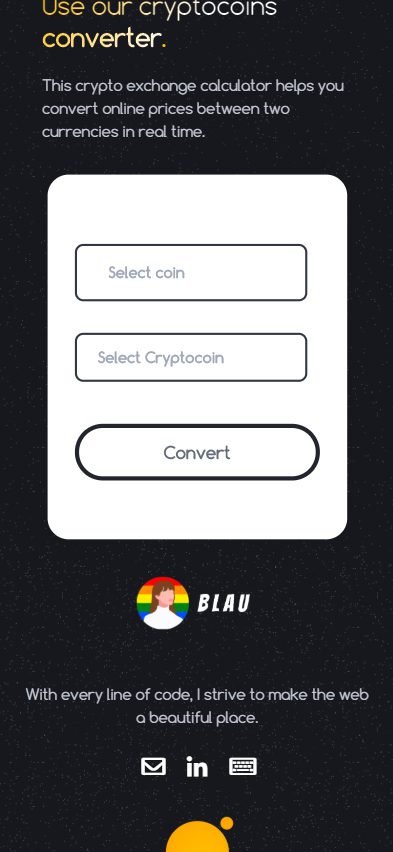 Use our cryptocoins
converter.
This crypto exchange calculator helps you
convert online prices between two
currencies in real time.
Select coin
Select Cryptocoin
Convert
BLAU
With every line of code, I strive to make the web
a beautiful place.
in